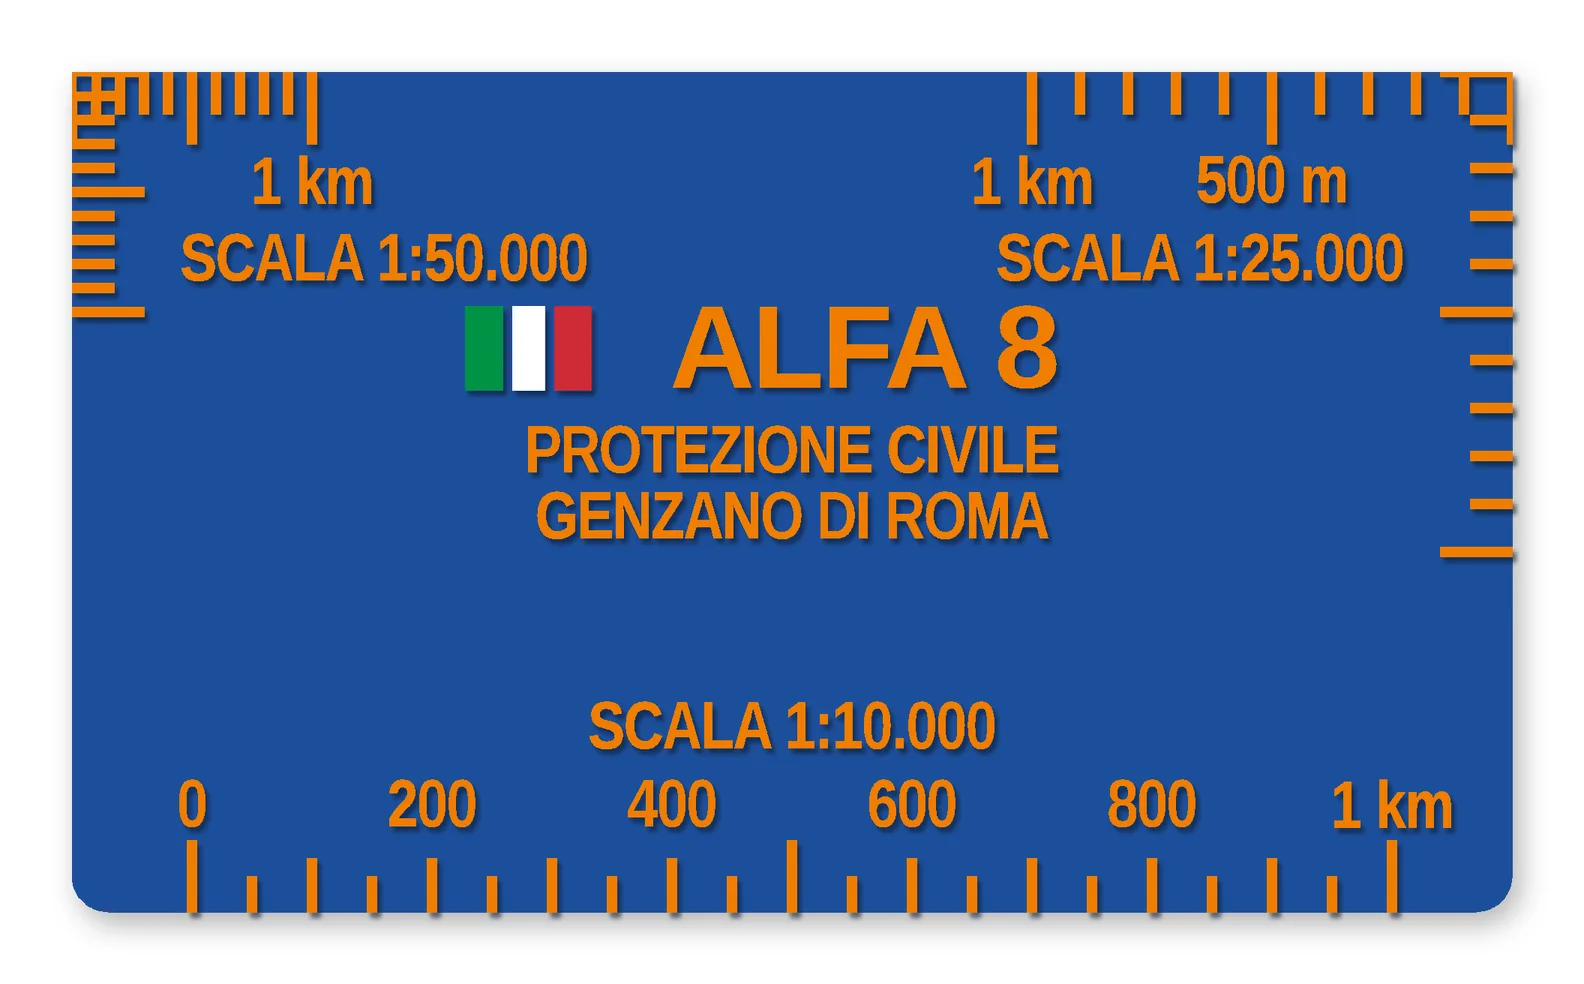 1 km
1 km 500 m
SCALA 1:50.000
SCALA 1:25.000
ALFA 8
PROTEZIONE CIVILE
GENZANO DI ROMA
SCALA 1:10.000
0 200 400 600 800 1 km